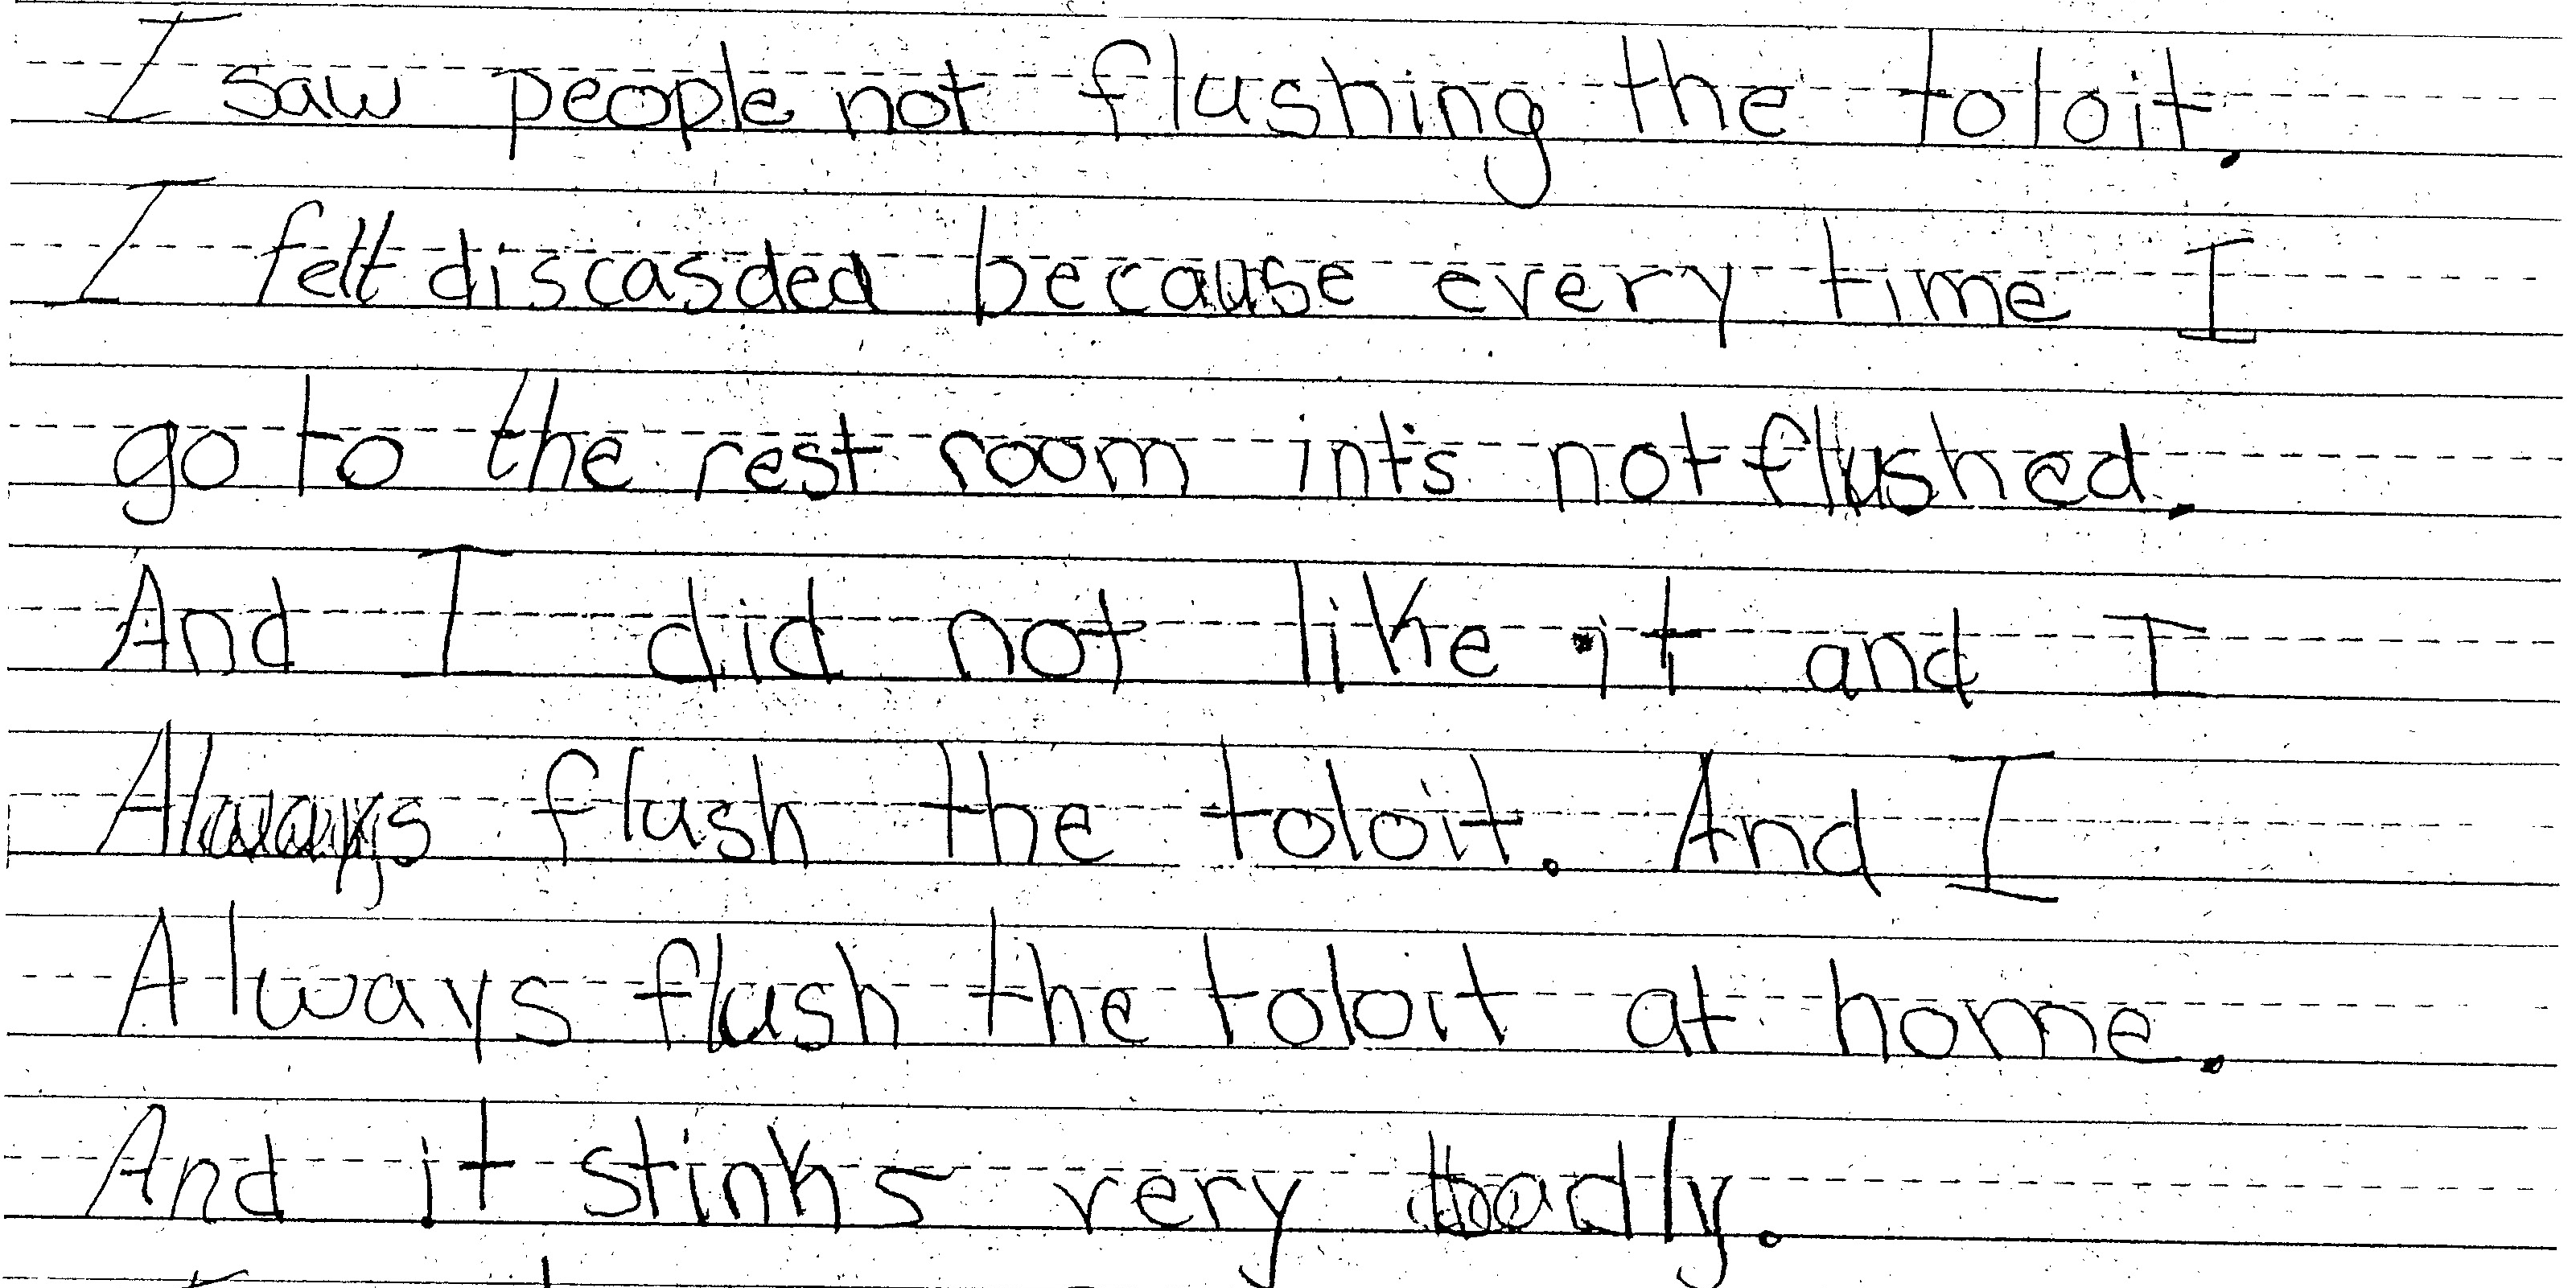 I saw people not flushing the toloit.
I felt discasded because every time I
go to the rest room int's not flushed.
And I did not like it and I
Always flush the toloit. And I
Always flush the toloit at home.
And it stinks very badly.